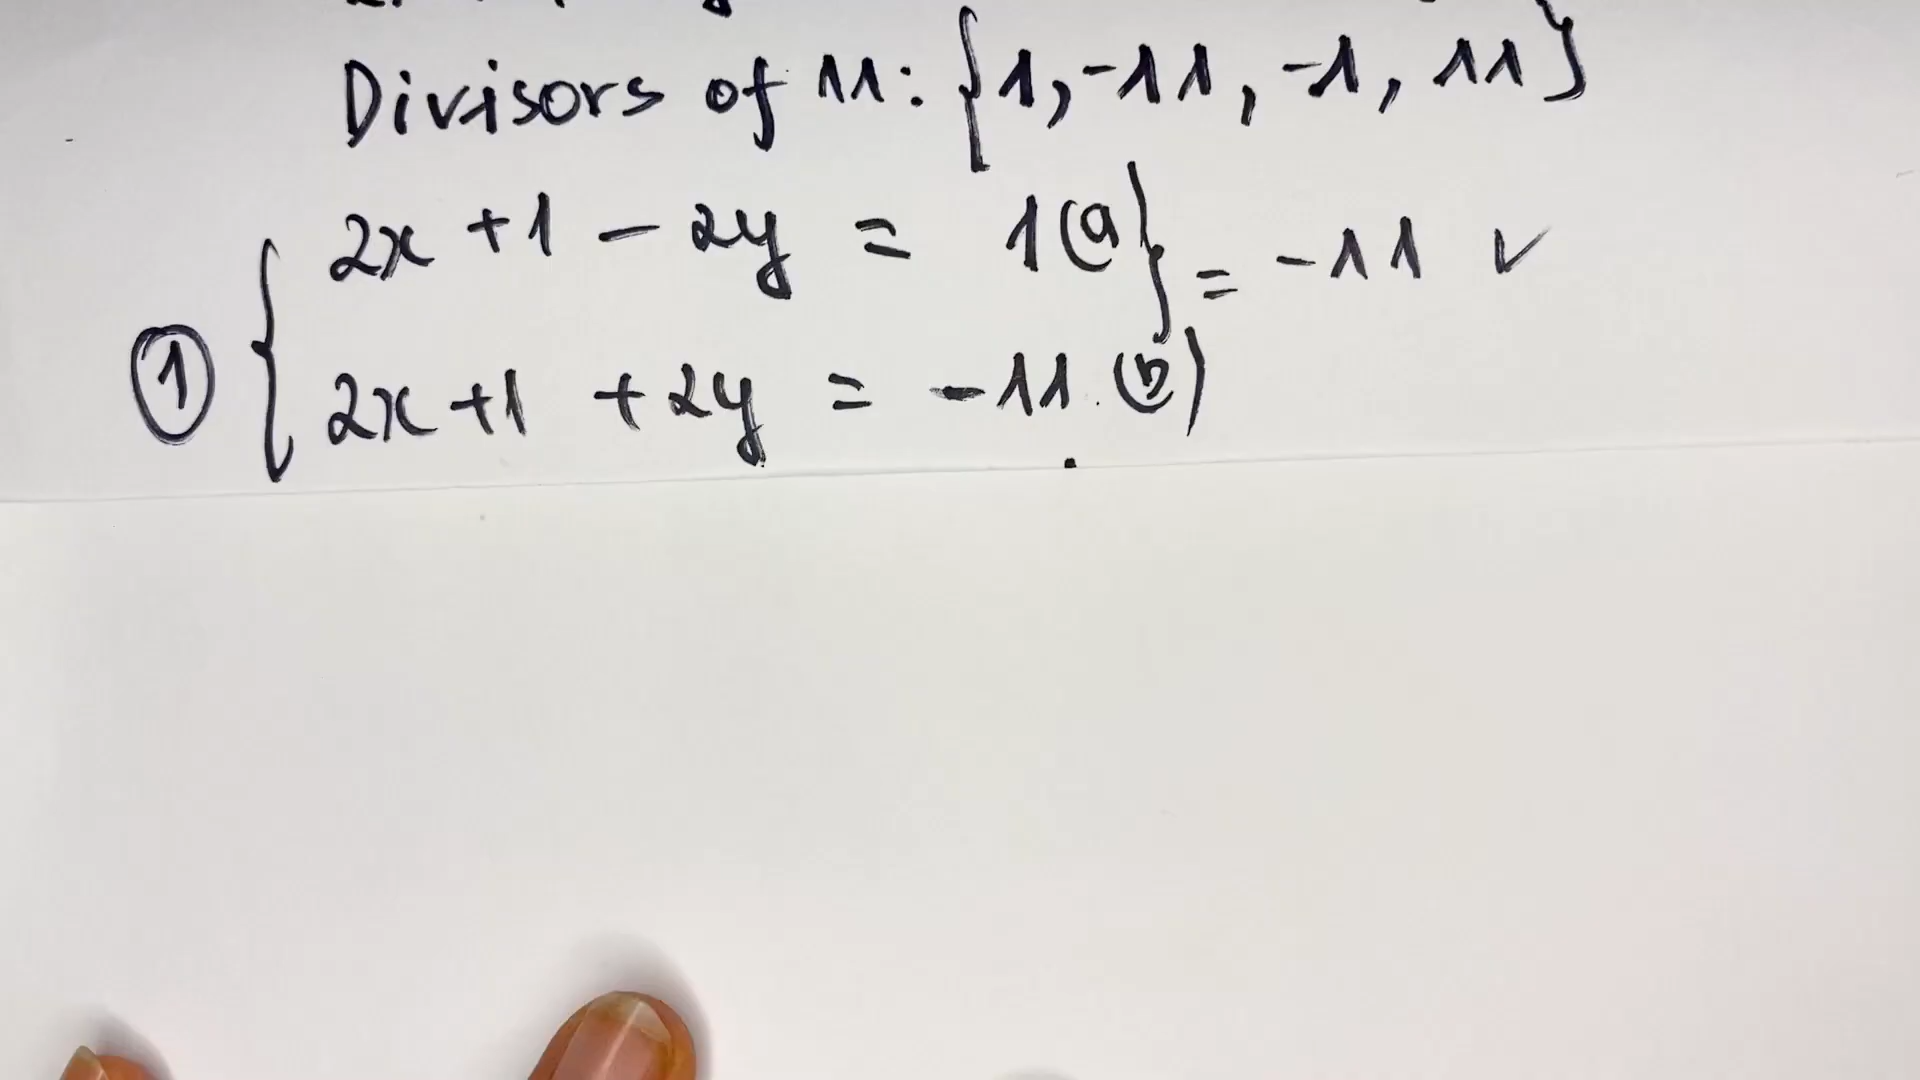 Divisors of 11: {1, -11, -1, 11}
2x + 1 - 2y = 1 (a) } = -11 ✓
① {
2x + 1 + 2y = -11. (b)